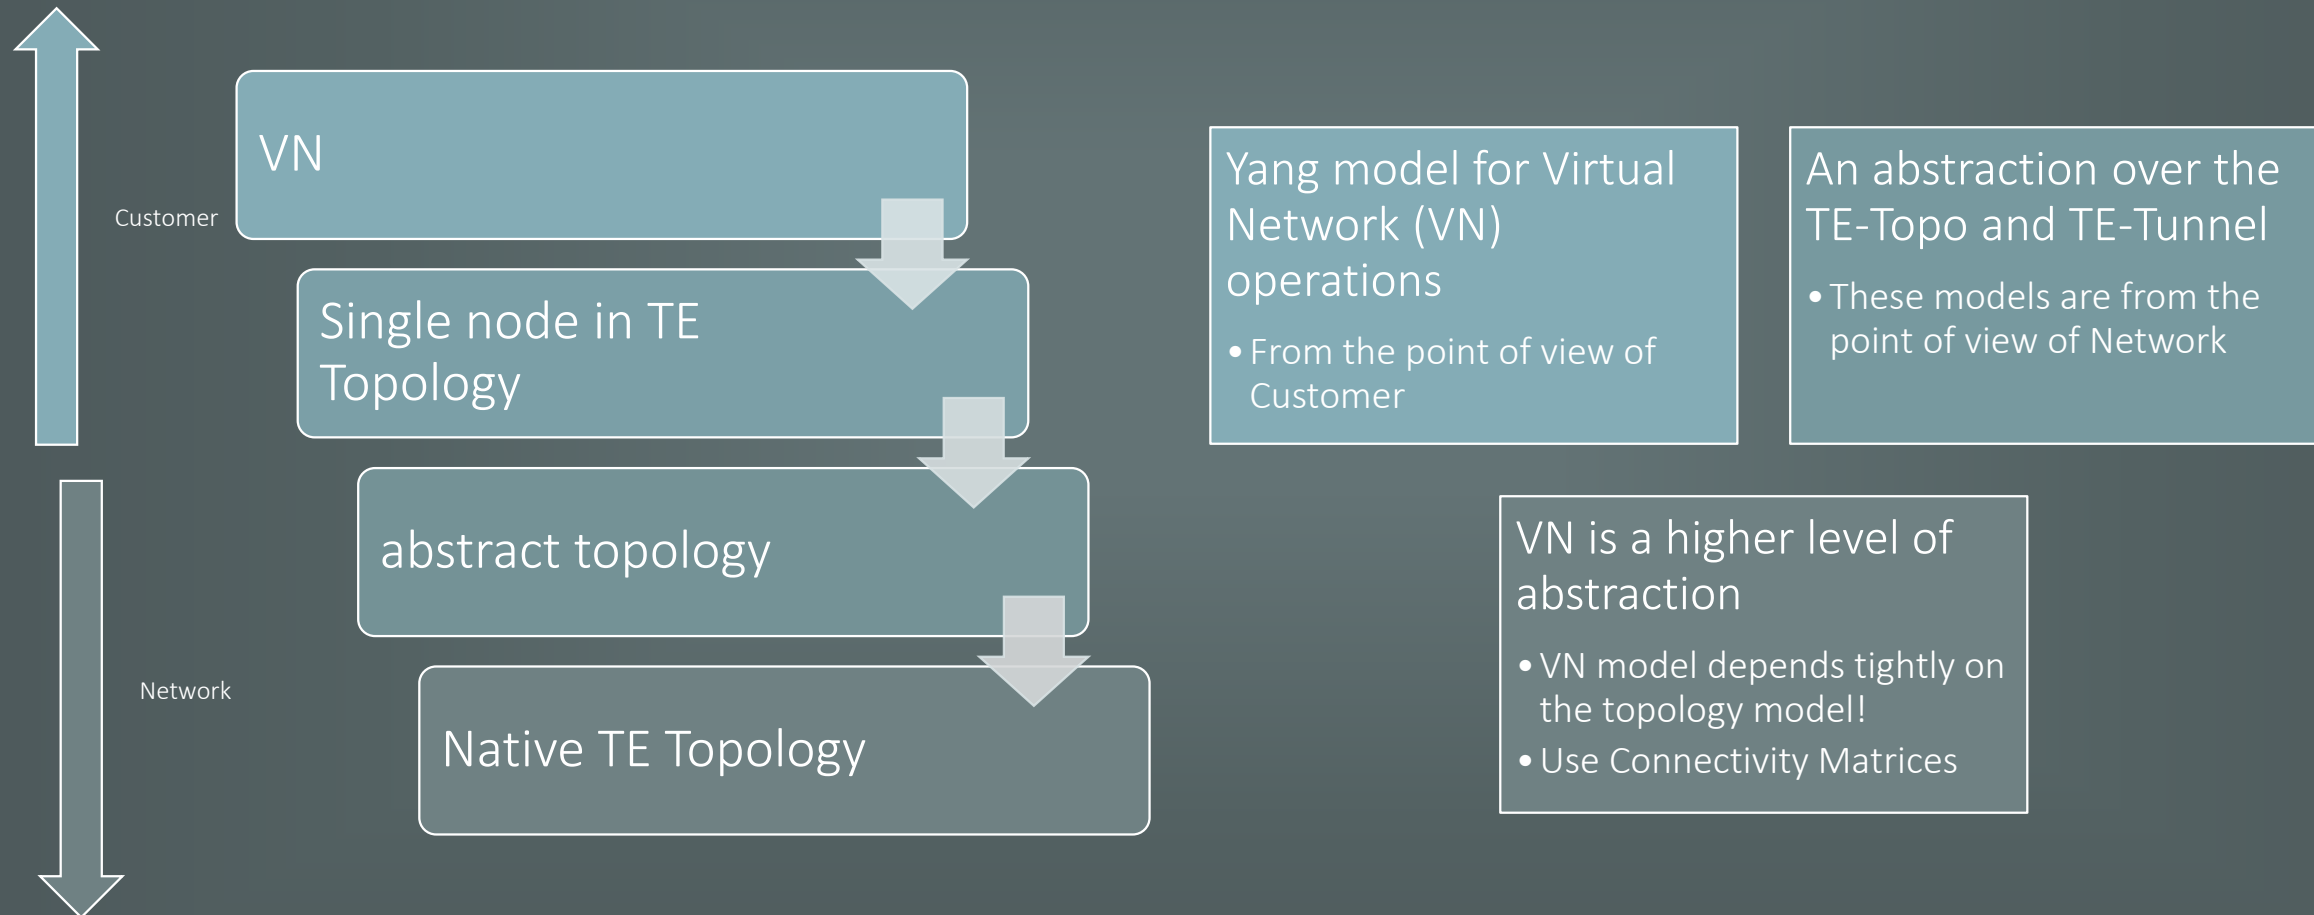 VN
Customer
Single node in TE
Topology
abstract topology
Network
Native TE Topology
Yang model for Virtual
Network (VN)
operations
• From the point of view of
Customer
An abstraction over the
TE-Topo and TE-Tunnel
• These models are from the
point of view of Network
VN is a higher level of
abstraction
• VN model depends tightly on
the topology model!
• Use Connectivity Matrices